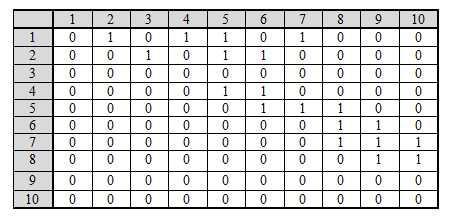 1 2 3 4 5 6 7 8 9 10
1 0 1 0 1 1 0 1 0 0 0
2 0 0 1 0 1 1 0 0 0 0
3 0 0 0 0 0 0 0 0 0 0
4 0 0 0 0 1 1 0 0 0 0
5 0 0 0 0 0 1 1 1 0 0
6 0 0 0 0 0 0 0 1 1 0
7 0 0 0 0 0 0 0 1 1 1
8 0 0 0 0 0 0 0 0 1 1
9 0 0 0 0 0 0 0 0 0 0
10 0 0 0 0 0 0 0 0 0 0